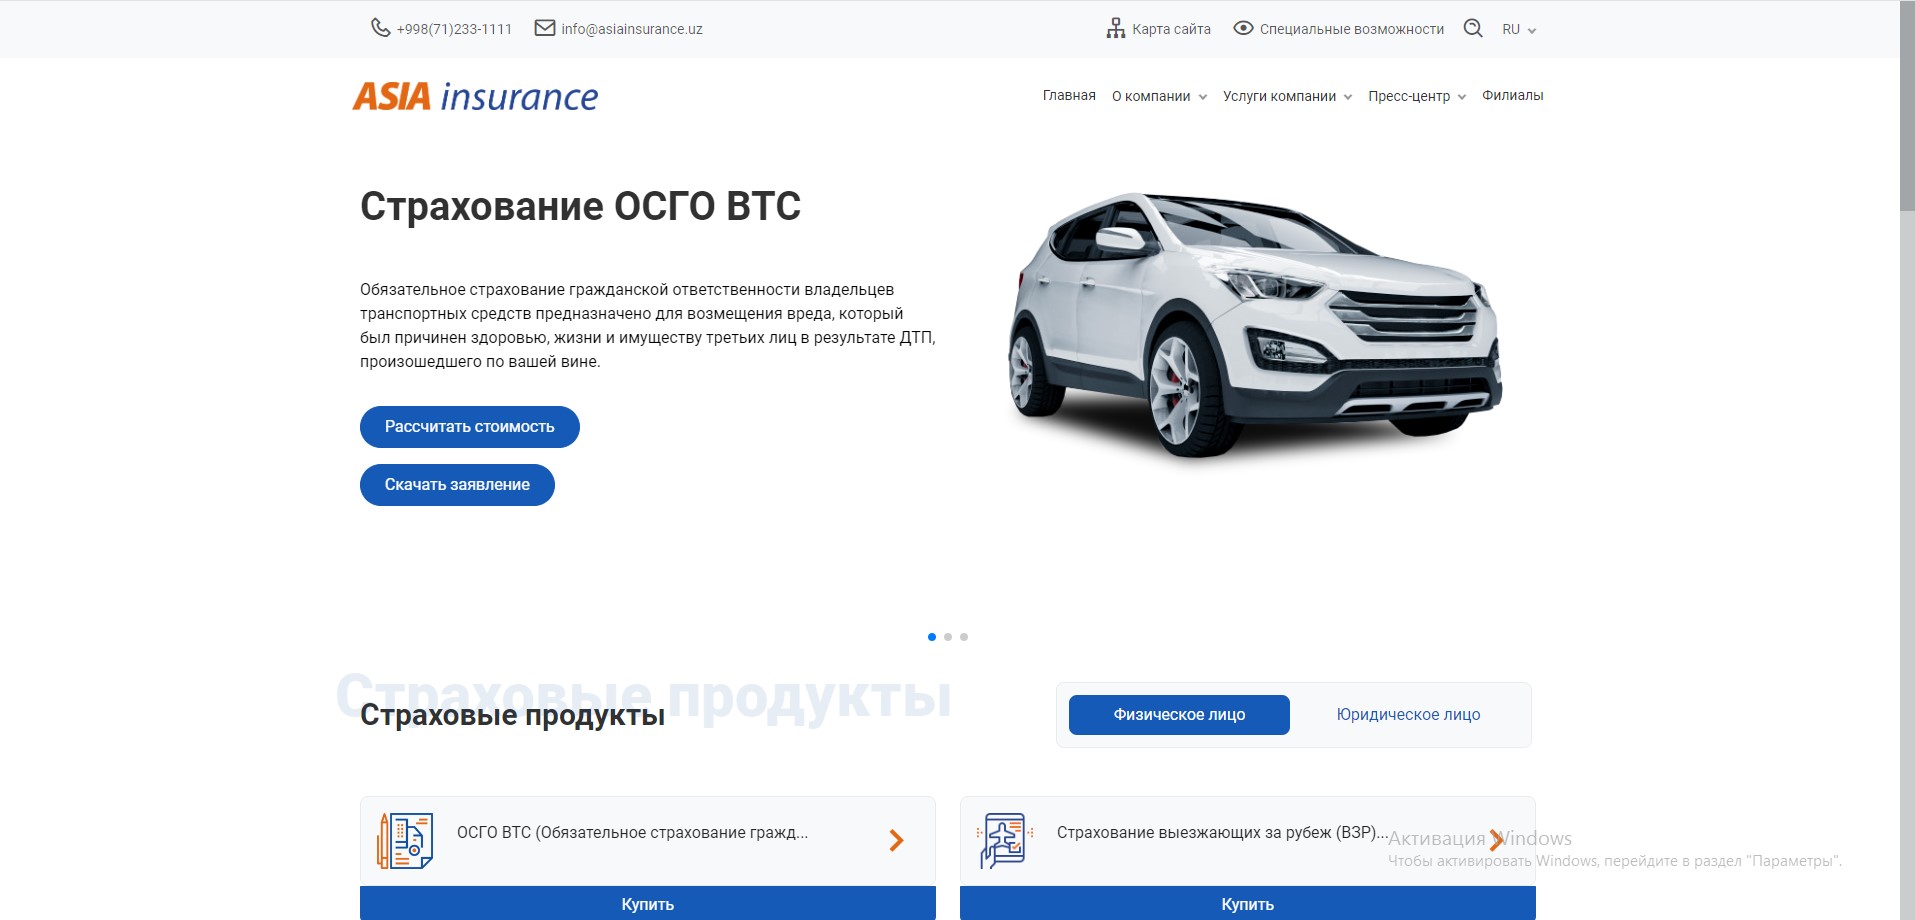 +998(71)233-1111
info@asiainsurance.uz
Карта сайта
Специальные возможности
RU
ASIA insurance
Главная
О компании
Услуги компании
Пресс-центр
Филиалы
Страхование ОСГО ВТС
Обязательное страхование гражданской ответственности владельцев
транспортных средств предназначено для возмещения вреда, который
был причинен здоровью, жизни и имуществу третьих лиц в результате ДТП,
произошедшего по вашей вине.
Рассчитать стоимость
Скачать заявление
Страховые продукты
Страховые продукты
Физическое лицо
Юридическое лицо
ОСГО ВТС (Обязательное страхование гражд...
Страхование выезжающих за рубеж (ВЗР)...
Активация Windows
Чтобы активировать Windows, перейдите в раздел "Параметры".
Купить
Купить